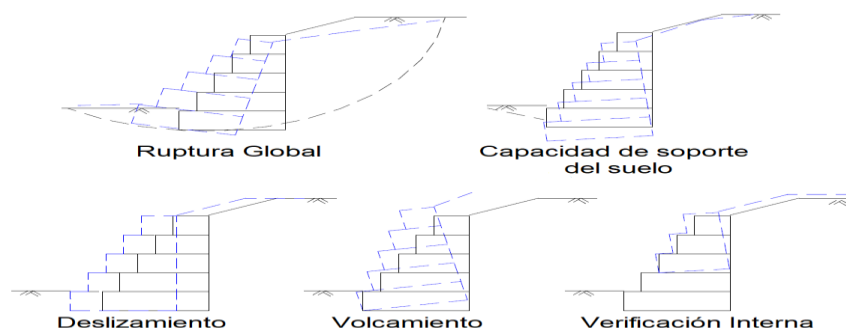 Ruptura Global
Capacidad de soporte
del suelo
Deslizamiento
Volcamiento
Verificación Interna